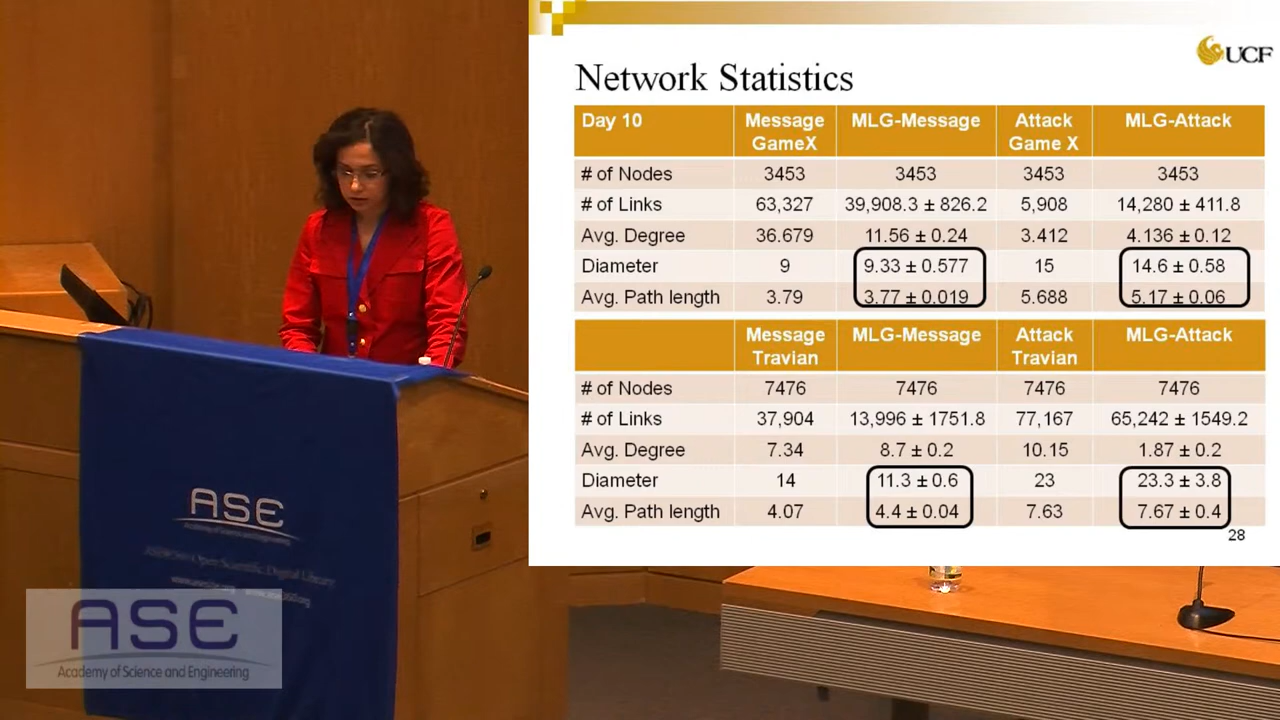 UCF
Network Statistics
Day 10 Message GameX MLG-Message Attack Game X MLG-Attack
# of Nodes 3453 3453 3453 3453
# of Links 63,327 39,908.3 ± 826.2 5,908 14,280 ± 411.8
Avg. Degree 36.679 11.56 ± 0.24 3.412 4.136 ± 0.12
Diameter 9 9.33 ± 0.577 15 14.6 ± 0.58
Avg. Path length 3.79 3.77 ± 0.019 5.688 5.17 ± 0.06
Message Travian MLG-Message Attack Travian MLG-Attack
# of Nodes 7476 7476 7476 7476
# of Links 37,904 13,996 ± 1751.8 77,167 65,242 ± 1549.2
Avg. Degree 7.34 8.7 ± 0.2 10.15 1.87 ± 0.2
Diameter 14 11.3 ± 0.6 23 23.3 ± 3.8
Avg. Path length 4.07 4.4 ± 0.04 7.63 7.67 ± 0.4
28
ASE
Open Scientific Digital Library
ASE
Academy of Science and Engineering